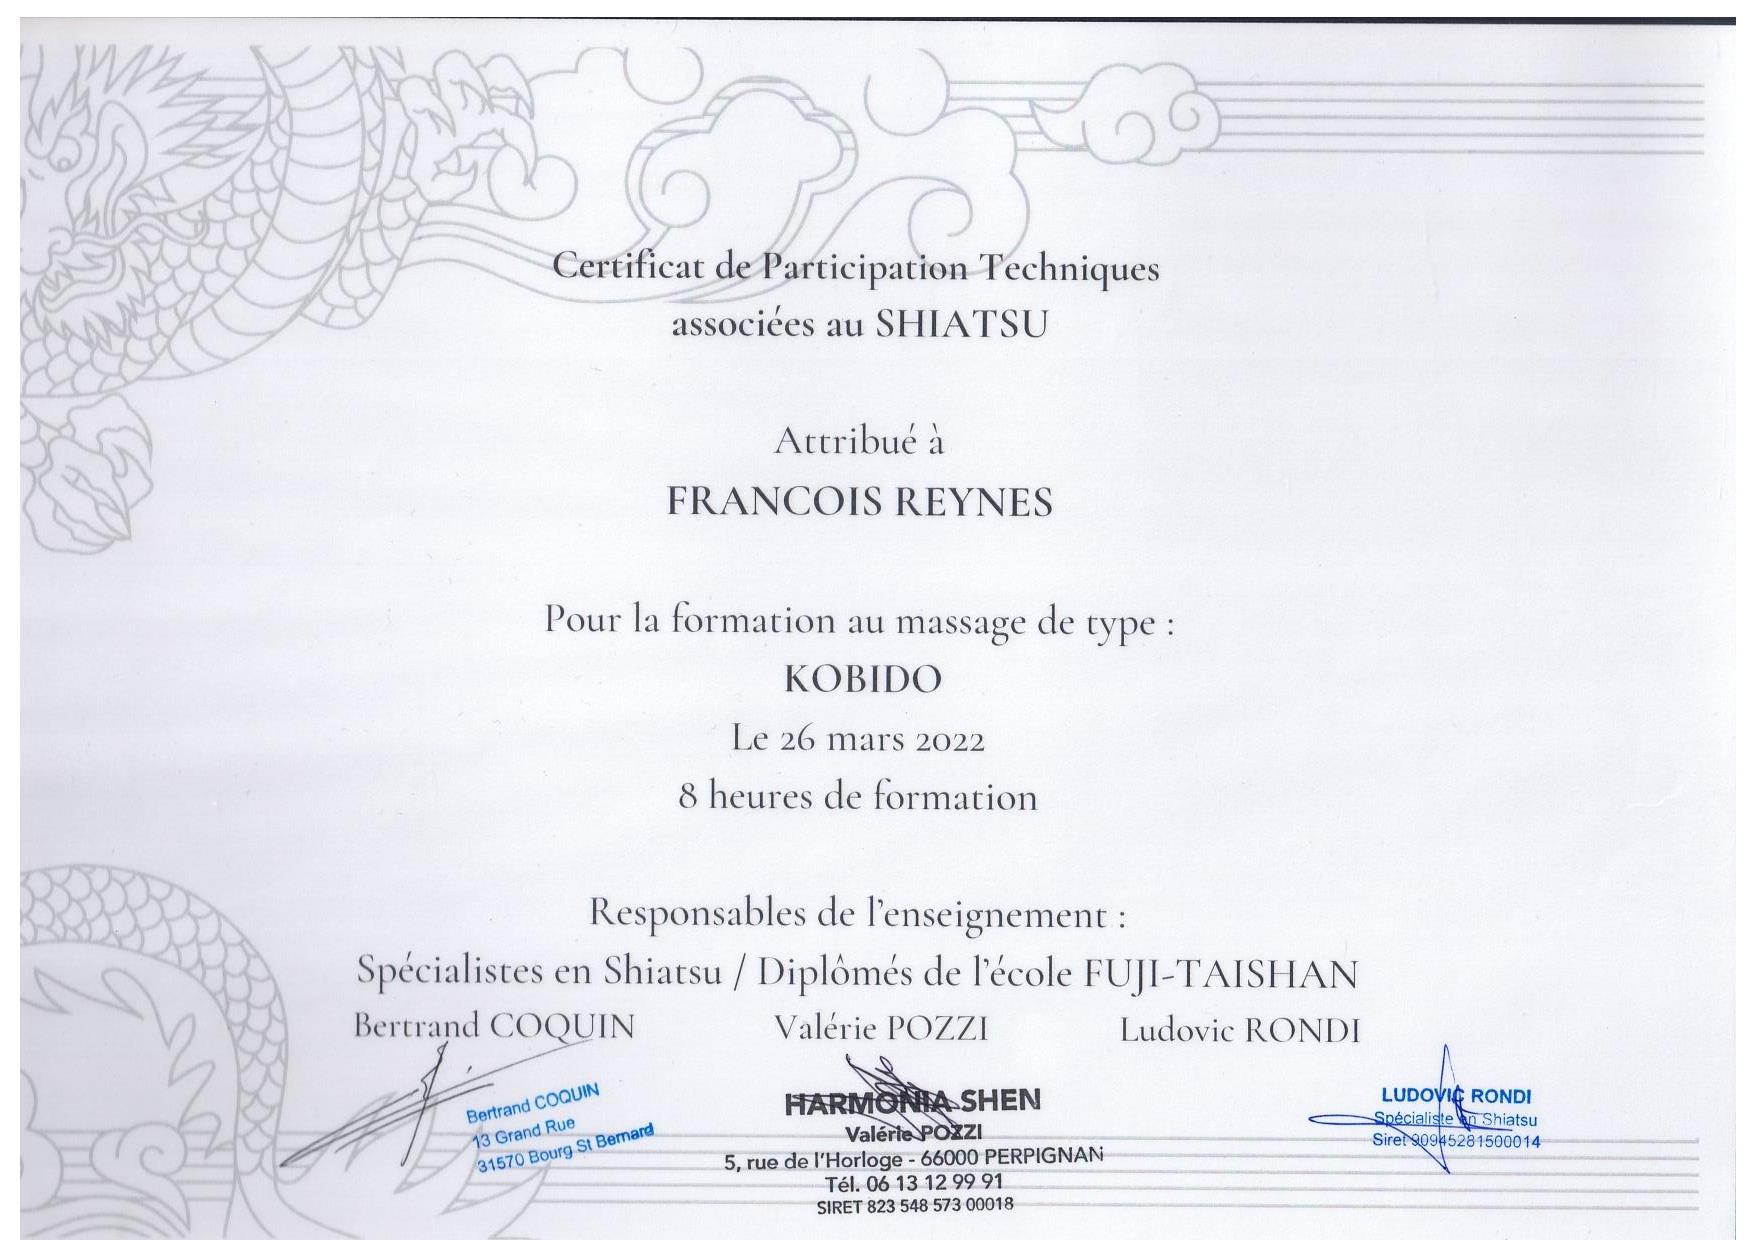 Certificat de Participation Techniques
associées au SHIATSU
Attribué à
FRANCOIS REYNES
Pour la formation au massage de type :
KOBIDO
Le 26 mars 2022
8 heures de formation
Responsables de l'enseignement :
Spécialistes en Shiatsu / Diplômés de l'école FUJI-TAISHAN
Bertrand COQUIN Valérie POZZI Ludovic RONDI
Bertrand COQUIN
13 Grand Rue
31570 Bourg St Bernard
HARMONIA SHEN
Valérie POZZI
5, rue de l'Horloge - 66000 PERPIGNAN
Tél. 06 13 12 99 91
SIRET 823 548 573 00018
LUDOVIC RONDI
Spécialiste en Shiatsu
Siret 90945281500014